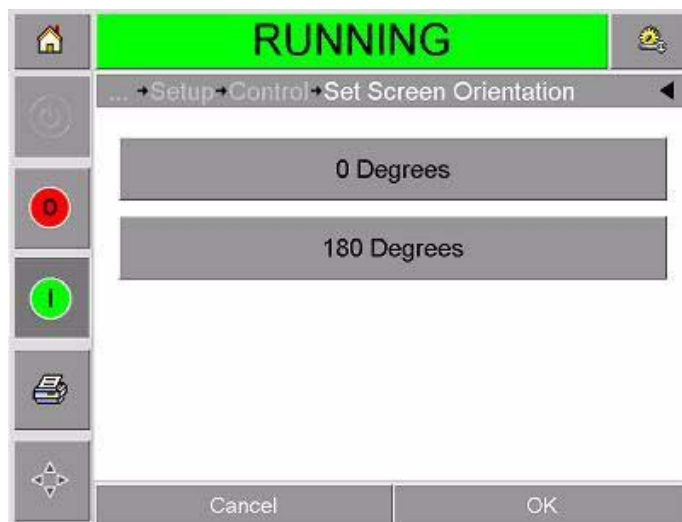 RUNNING
... →Setup→Control→Set Screen Orientation
0 Degrees
0
180 Degrees
I
Cancel OK